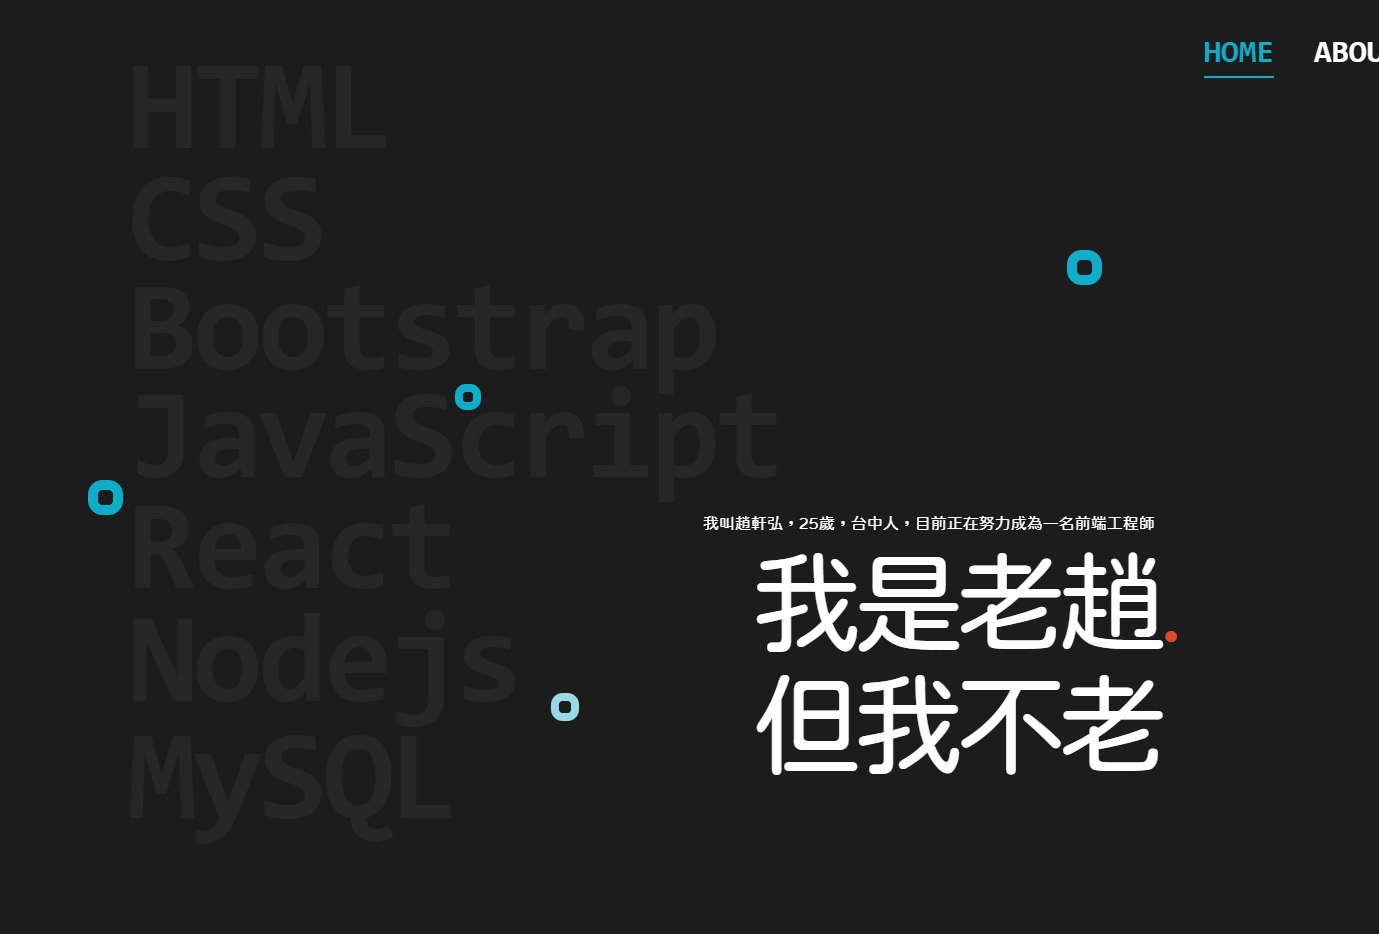 HOME ABOU
HTML
CSS
Bootstrap
JavaScript
React
Nodejs
MySQL
我叫趙軒弘，25歲，台中人，目前正在努力成為一名前端工程師
我是老趙.
但我不老